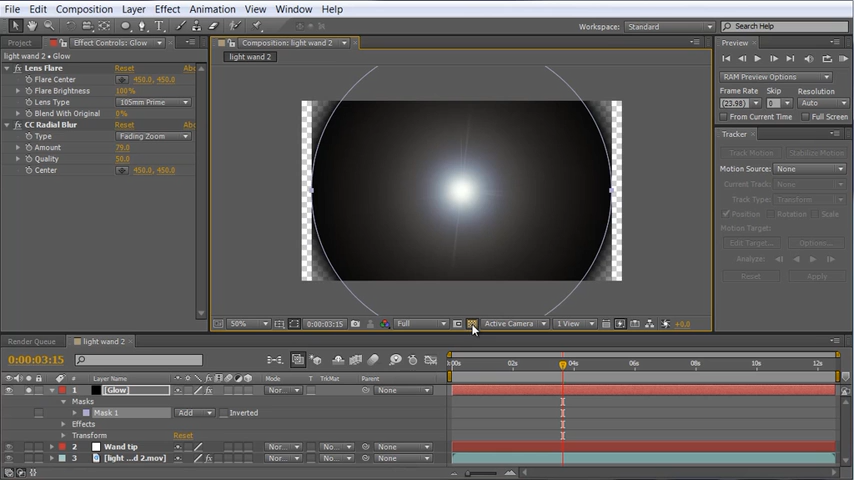 File Edit Composition Layer Effect Animation View Window Help
Workspace: Standard Search Help
Project Effect Controls: Glow Composition: light wand 2 Preview
light wand 2 • Glow
light wand 2
Lens Flare Reset Abo
Flare Center 450.0, 450.0
Flare Brightness 100%
Lens Type 105mm Prime
Blend With Original 0%
CC Radial Blur Reset Abo
Type Fading Zoom
Amount 79.0
Quality 50.0
Center 450.0, 450.0
RAM Preview Options
Frame Rate Skip Resolution
(23.98) 0 Auto
From Current Time Full Screen
Tracker
Track Motion Stabilize Motion
Motion Source: None
Current Track: None
Track Type: Transform
Position Rotation Scale
Motion Target:
Edit Target... Options...
Analyze:
Reset Apply
50% 0:00:03:15 Full Active Camera 1 View +0.0
Render Queue light wand 2
0:00:03:15
# Layer Name Mode T TrkMat Parent
:00s 02s 04s 06s 08s 10s 12s
1 [Glow] Nor... None
Masks
Mask 1 Add Inverted
Effects
Transform Reset
2 Wand tip Nor... No... None
3 [light ...d 2.mov] Nor... No... None